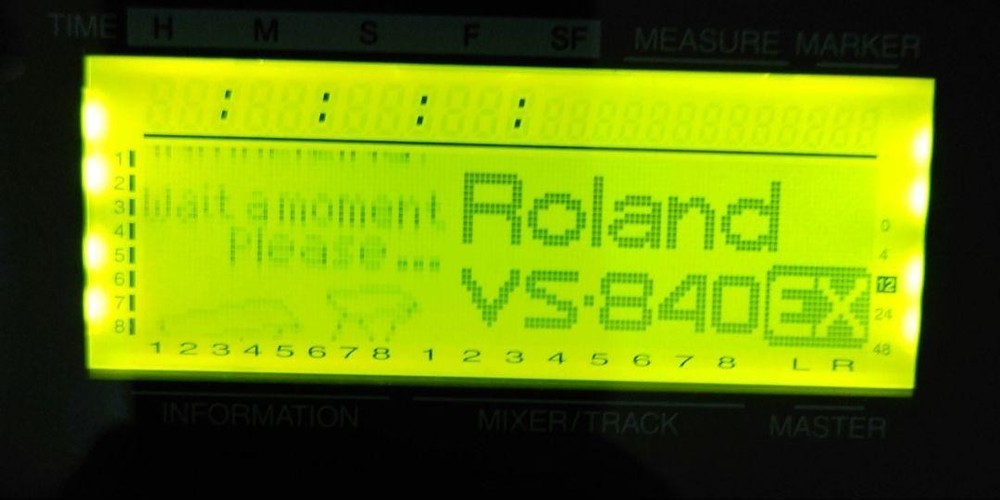 TIME H M S F SF MEASURE MARKER
1
2
3
4
5
6
7
8
Wait a moment
Please...
Roland
VS-840EX
0
4
12
24
48
1 2 3 4 5 6 7 8 1 2 3 4 5 6 7 8 L R
INFORMATION MIXER/TRACK MASTER